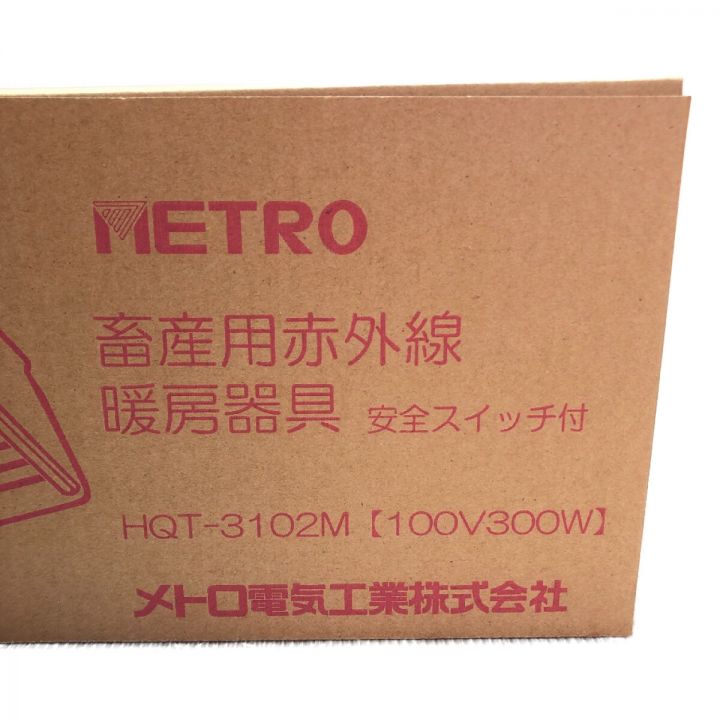 METRO
畜産用赤外線
暖房器具 安全スイッチ付
HQT-3102M【100V300W】
メトロ電気工業株式会社